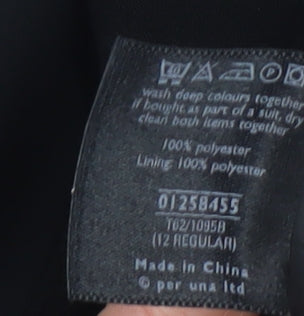 wash deep colours together
if bought as part of a suit, dry
clean both items together
100% polyester
Lining: 100% polyester
01258455
T62/1095B
(12 REGULAR)
Made in China
© per una ltd